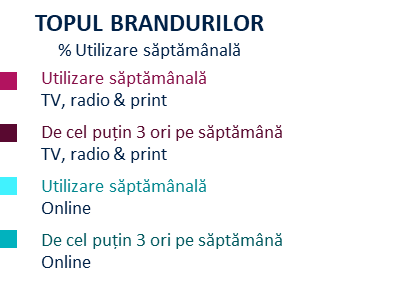 TOPUL BRANDURILOR
% Utilizare săptămânală
Utilizare săptămânală
TV, radio & print
De cel puțin 3 ori pe săptămână
TV, radio & print
Utilizare săptămânală
Online
De cel puțin 3 ori pe săptămână
Online